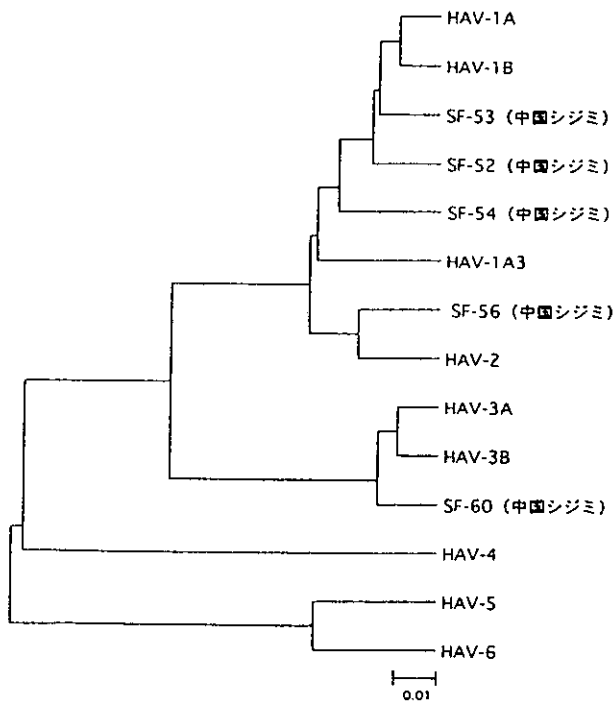 HAV-1A
HAV-1B
SF-53 (中国シジミ)
SF-52 (中国シジミ)
SF-54 (中国シジミ)
HAV-1A3
SF-56 (中国シジミ)
HAV-2
HAV-3A
HAV-3B
SF-60 (中国シジミ)
HAV-4
HAV-5
HAV-6
0.01